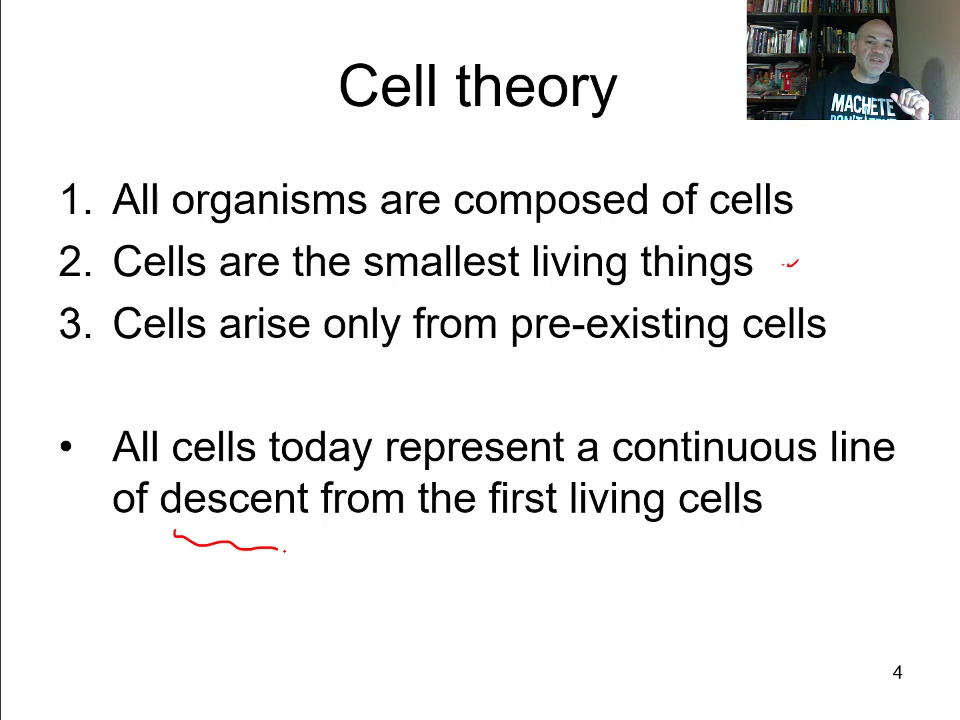 Cell theory
MACHETE
1. All organisms are composed of cells
2. Cells are the smallest living things
3. Cells arise only from pre-existing cells
• All cells today represent a continuous line
of descent from the first living cells
4